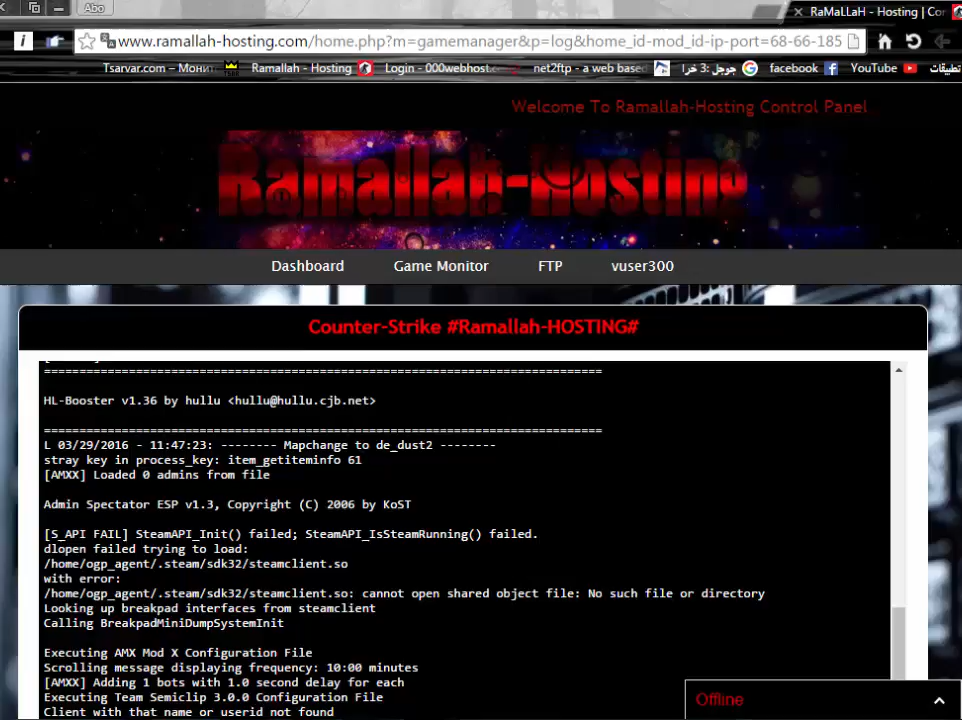 Abo
RaMaLLaH - Hosting | Cor
www.ramallah-hosting.com/home.php?m=gamemanager&p=log&home_id-mod_id-ip-port=68-66-185
Tsarvar.com – Монит Ramallah - Hosting Login - 000webhost.c net2ftp - a web base جوجل :3 خرا facebook YouTube تطبيقات
Welcome To Ramallah-Hosting Control Panel
Ramallah-Hosting
Dashboard Game Monitor FTP vuser300
Counter-Strike #Ramallah-HOSTING#
================================================================================
HL-Booster v1.36 by hullu <hullu@hullu.cjb.net>
================================================================================
L 03/29/2016 - 11:47:23: -------- Mapchange to de_dust2 --------
stray key in process_key: item_getiteminfo 61
[AMXX] Loaded 0 admins from file
Admin Spectator ESP v1.3, Copyright (C) 2006 by KoST
[S_API FAIL] SteamAPI_Init() failed; SteamAPI_IsSteamRunning() failed.
dlopen failed trying to load:
/home/ogp_agent/.steam/sdk32/steamclient.so
with error:
/home/ogp_agent/.steam/sdk32/steamclient.so: cannot open shared object file: No such file or directory
Looking up breakpad interfaces from steamclient
Calling BreakpadMiniDumpSystemInit
Executing AMX Mod X Configuration File
Scrolling message displaying frequency: 10:00 minutes
[AMXX] Adding 1 bots with 1.0 second delay for each
Executing Team Semiclip 3.0.0 Configuration File
Client with that name or userid not found
Offline